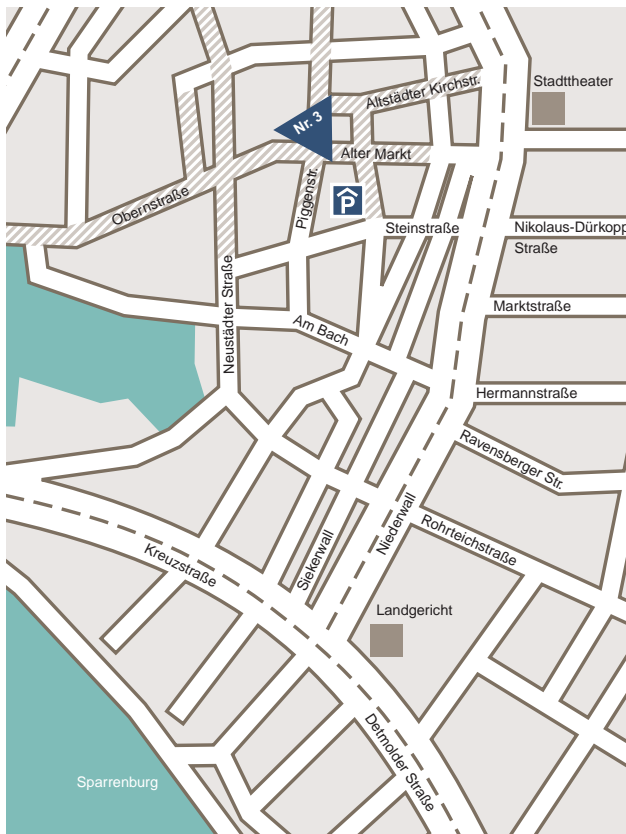 Stadttheater
Altstädter Kirchstr.
Nr. 3
Alter Markt
Obernstraße
Piggenstr.
P
Steinstraße
Nikolaus-Dürkopp
Straße
Neustädter Straße
Marktstraße
Am Bach
Hermannstraße
Ravensberger Str.
Niederwall
Rohrteichstraße
Siekerwall
Kreuzstraße
Landgericht
Detmolder Straße
Sparrenburg